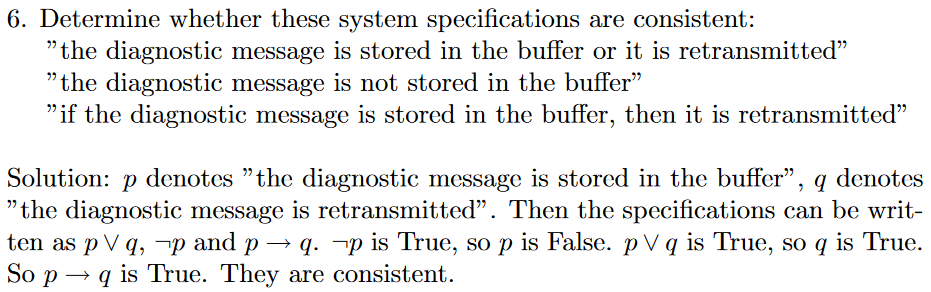 6. Determine whether these system specifications are consistent:
”the diagnostic message is stored in the buffer or it is retransmitted”
”the diagnostic message is not stored in the buffer”
”if the diagnostic message is stored in the buffer, then it is retransmitted”
Solution: p denotes ”the diagnostic message is stored in the buffer”, q denotes
”the diagnostic message is retransmitted”. Then the specifications can be writ-
ten as p ∨ q, ¬p and p → q. ¬p is True, so p is False. p ∨ q is True, so q is True.
So p → q is True. They are consistent.